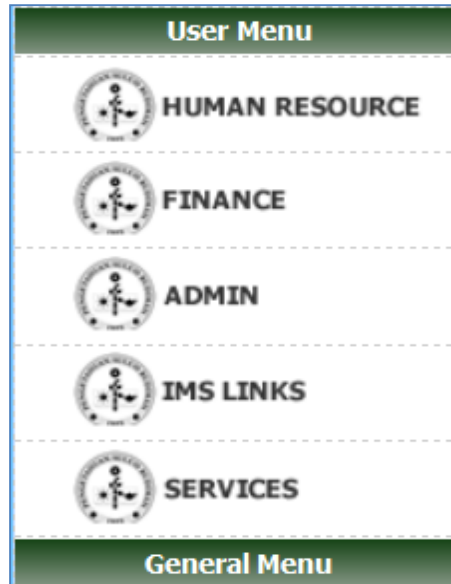 User Menu
HUMAN RESOURCE
FINANCE
ADMIN
IMS LINKS
SERVICES
General Menu